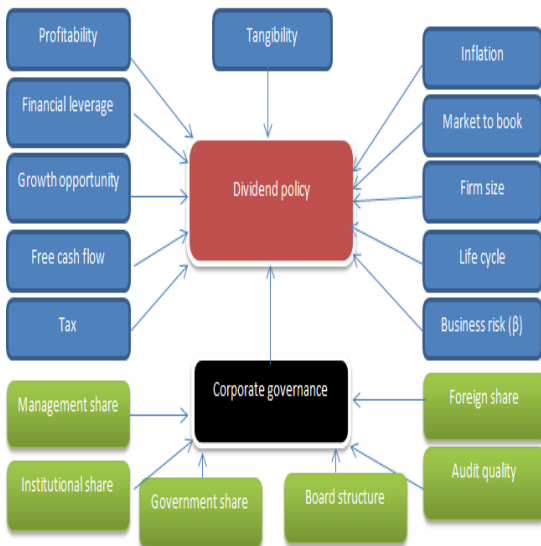 Profitability
Tangibility
Inflation
Financial leverage
Market to book
Growth opportunity
Dividend policy
Firm size
Free cash flow
Life cycle
Tax
Business risk (β)
Corporate governance
Management share
Foreign share
Institutional share
Government share
Board structure
Audit quality